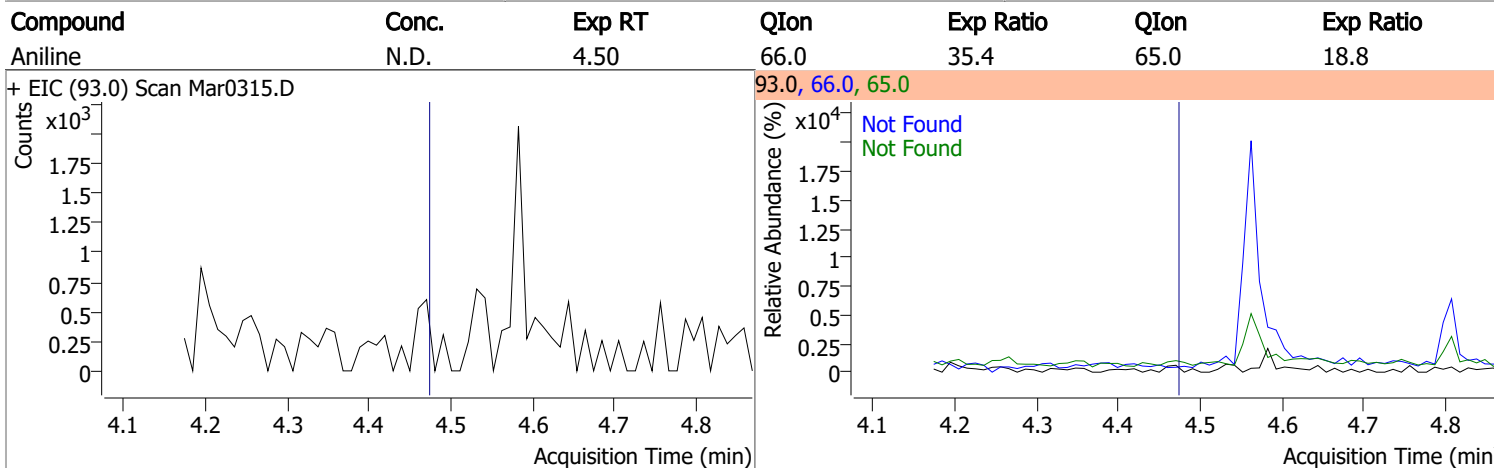 Compound Conc. Exp RT QIon Exp Ratio QIon Exp Ratio
Aniline N.D. 4.50 66.0 35.4 65.0 18.8
+ EIC (93.0) Scan Mar0315.D
Counts
x10³
1.75
1.5
1.25
1
0.75
0.5
0.25
0
4.1 4.2 4.3 4.4 4.5 4.6 4.7 4.8
Acquisition Time (min)
93.0, 66.0, 65.0
Relative Abundance (%)
x10⁴
Not Found
Not Found
1.75
1.5
1.25
1
0.75
0.5
0.25
0
4.1 4.2 4.3 4.4 4.5 4.6 4.7 4.8
Acquisition Time (min)